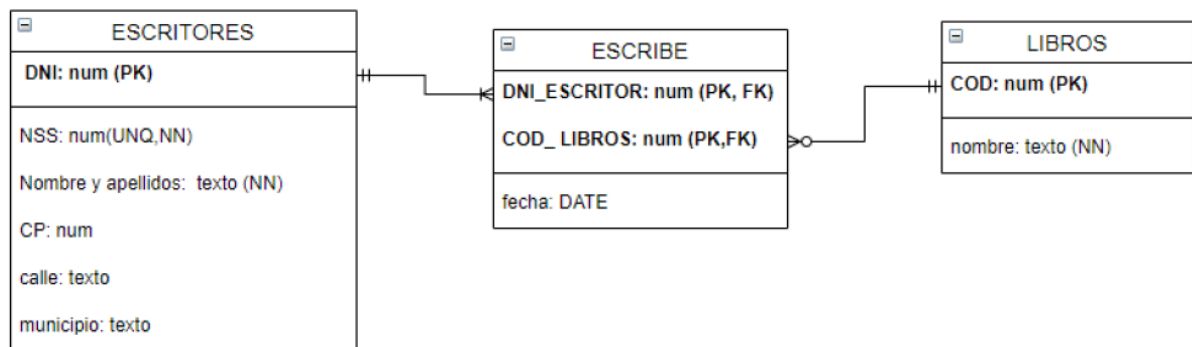 ESCRITORES
DNI: num (PK)
NSS: num(UNQ,NN)
Nombre y apellidos: texto (NN)
CP: num
calle: texto
municipio: texto
ESCRIBE
DNI_ESCRITOR: num (PK, FK)
COD_ LIBROS: num (PK,FK)
fecha: DATE
LIBROS
COD: num (PK)
nombre: texto (NN)